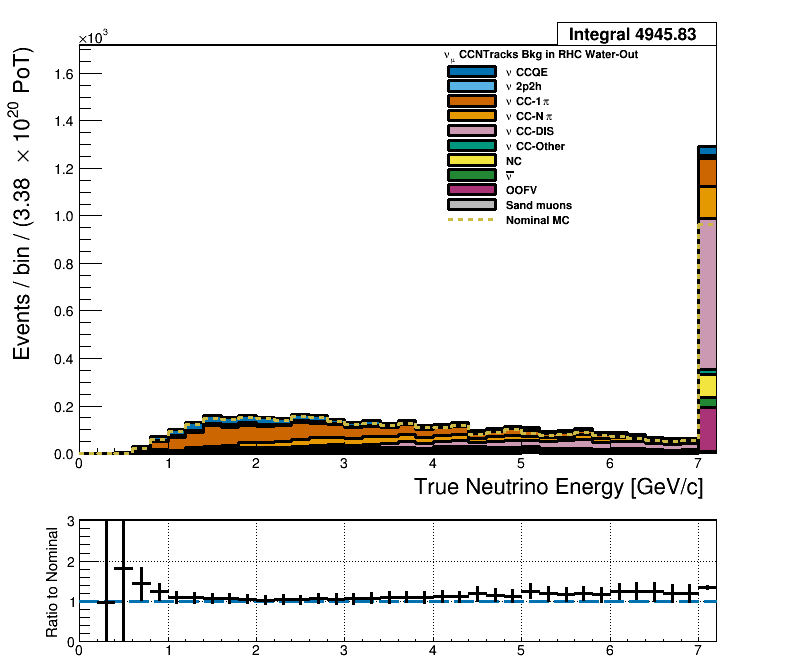 Integral 4945.83
×10³
ν_μ CCNTracks Bkg in RHC Water-Out
ν CCQE
ν 2p2h
ν CC-1π
ν CC-Nπ
ν CC-DIS
ν CC-Other
NC
ν̅
OOFV
Sand muons
Nominal MC
Events / bin / (3.38 × 10²⁰ PoT)
1.6
1.4
1.2
1.0
0.8
0.6
0.4
0.2
0.0
0 1 2 3 4 5 6 7
True Neutrino Energy [GeV/c]
Ratio to Nominal
3
2
1
0
0 1 2 3 4 5 6 7